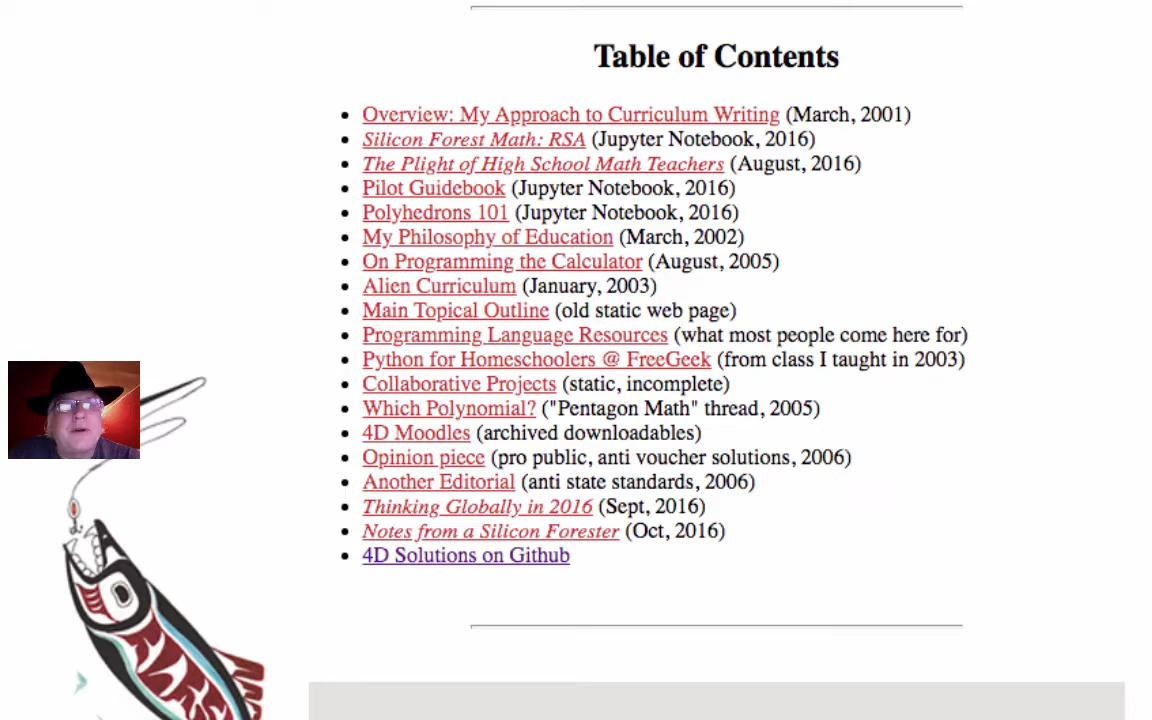 Table of Contents
Overview: My Approach to Curriculum Writing (March, 2001)
Silicon Forest Math: RSA (Jupyter Notebook, 2016)
The Plight of High School Math Teachers (August, 2016)
Pilot Guidebook (Jupyter Notebook, 2016)
Polyhedrons 101 (Jupyter Notebook, 2016)
My Philosophy of Education (March, 2002)
On Programming the Calculator (August, 2005)
Alien Curriculum (January, 2003)
Main Topical Outline (old static web page)
Programming Language Resources (what most people come here for)
Python for Homeschoolers @ FreeGeek (from class I taught in 2003)
Collaborative Projects (static, incomplete)
Which Polynomial? ("Pentagon Math" thread, 2005)
4D Moodles (archived downloadables)
Opinion piece (pro public, anti voucher solutions, 2006)
Another Editorial (anti state standards, 2006)
Thinking Globally in 2016 (Sept, 2016)
Notes from a Silicon Forester (Oct, 2016)
4D Solutions on Github